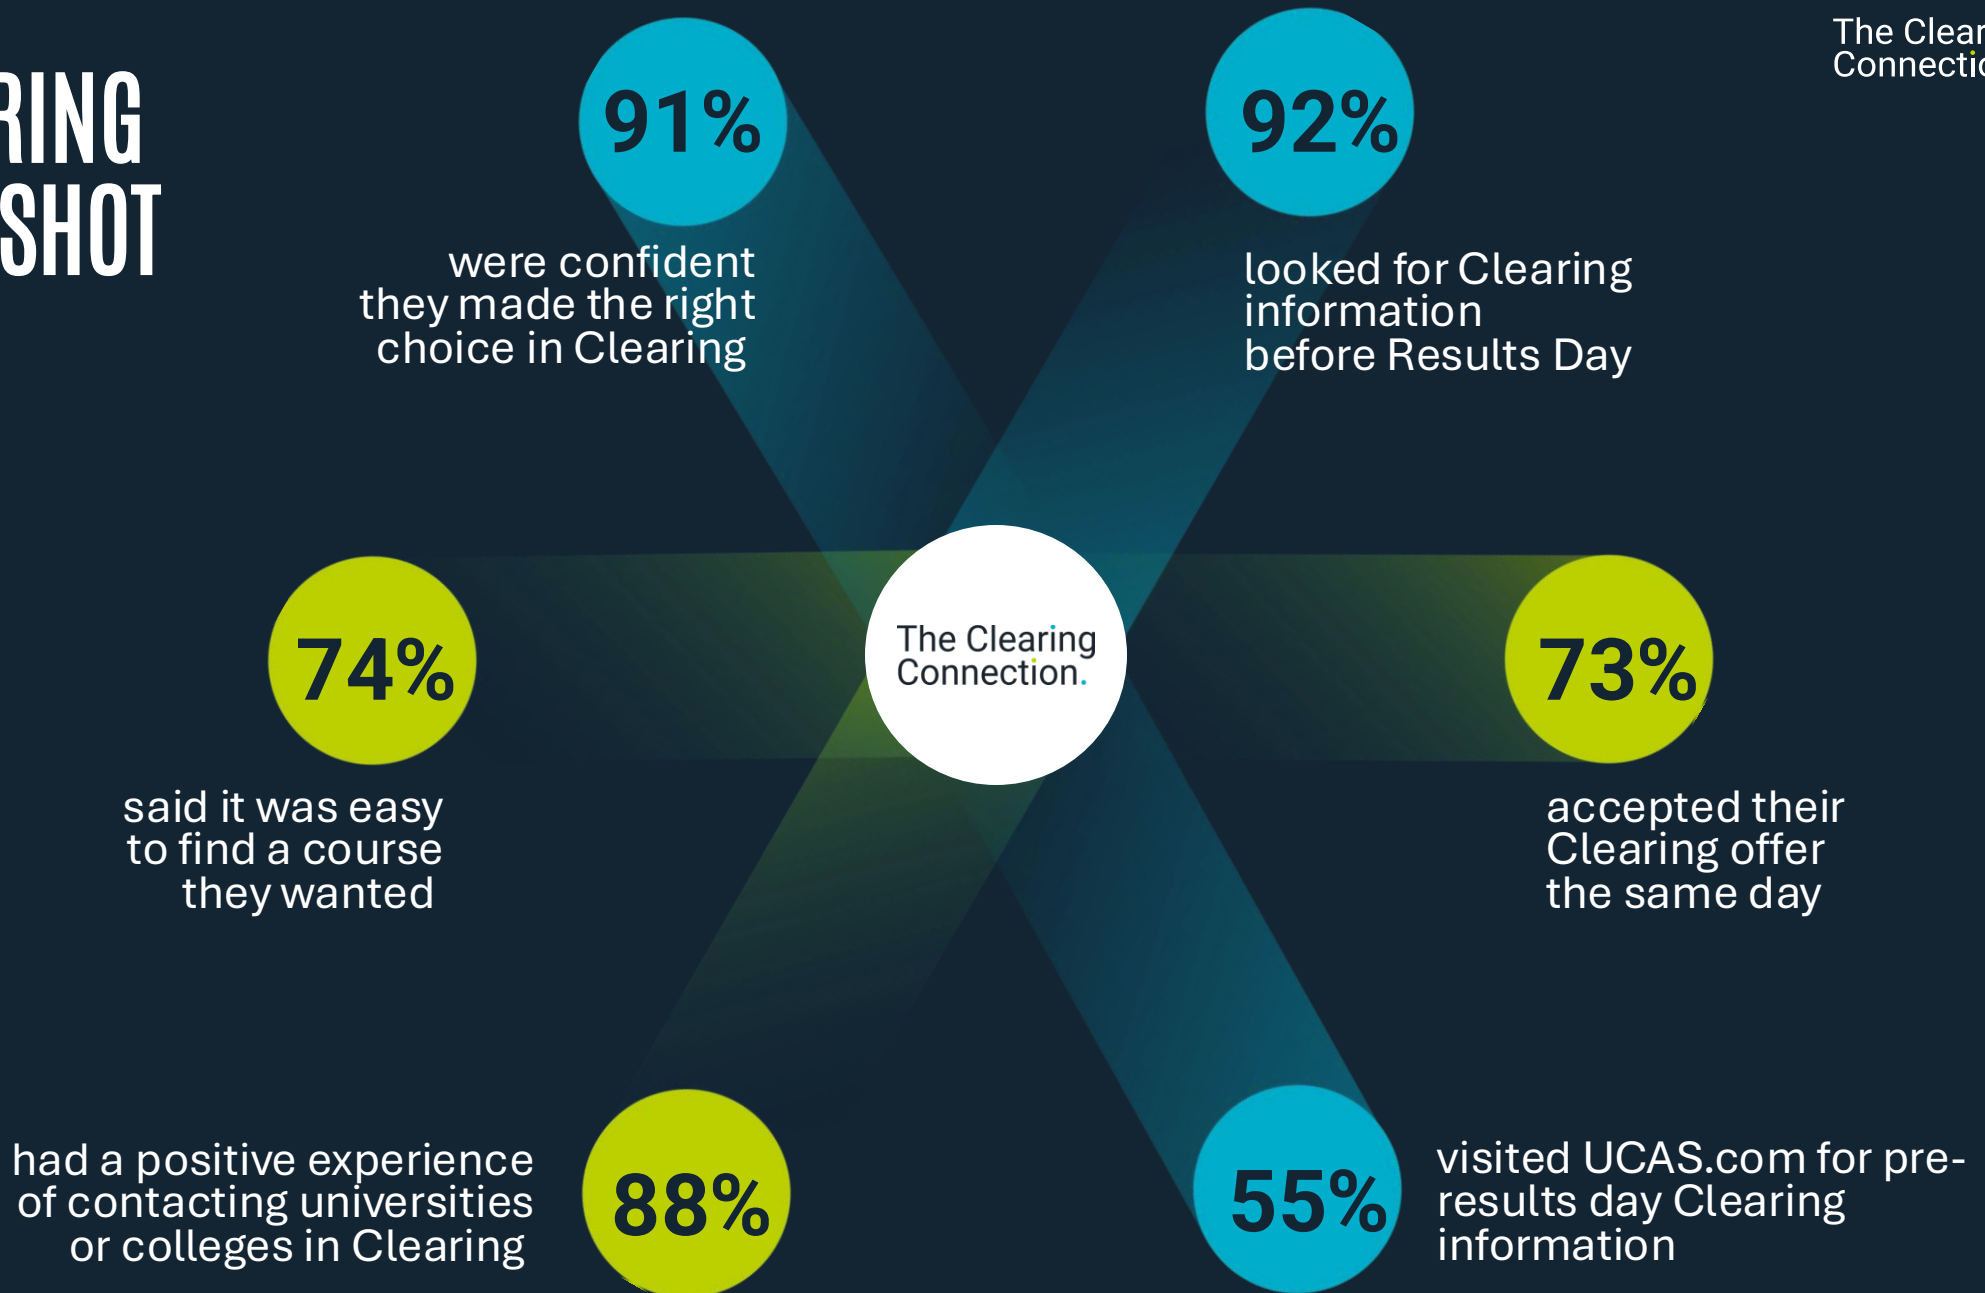 RING
SHOT
The Clear
Connectio
91%
were confident
they made the right
choice in Clearing
92%
looked for Clearing
information
before Results Day
The Clearing
Connection.
74%
said it was easy
to find a course
they wanted
73%
accepted their
Clearing offer
the same day
had a positive experience
of contacting universities
or colleges in Clearing
88%
55%
visited UCAS.com for pre-
results day Clearing
information